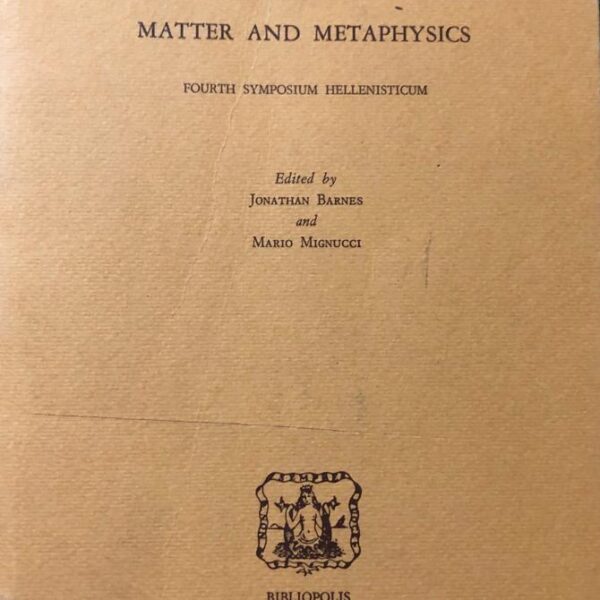 MATTER AND METAPHYSICS
FOURTH SYMPOSIUM HELLENISTICUM
Edited by
JONATHAN BARNES
and
MARIO MIGNUCCI
BIBLIOPOLIS